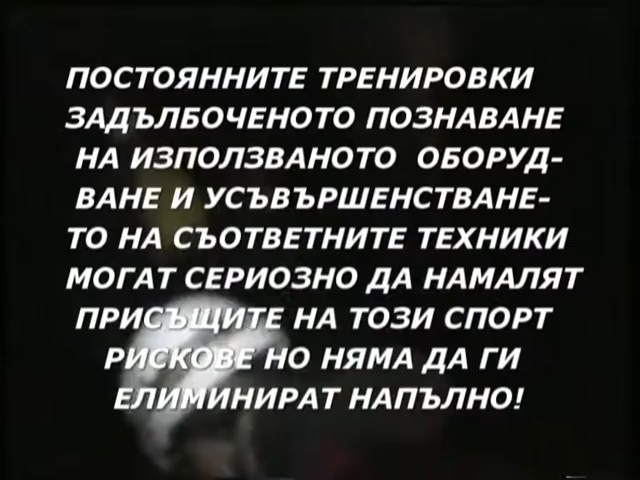 ПОСТОЯННИТЕ ТРЕНИРОВКИ
ЗАДЪЛБОЧЕНОТО ПОЗНАВАНЕ
НА ИЗПОЛЗВАНОТО ОБОРУД-
ВАНЕ И УСЪВЪРШЕНСТВАНЕ-
ТО НА СЪОТВЕТНИТЕ ТЕХНИКИ
МОГАТ СЕРИОЗНО ДА НАМАЛЯТ
ПРИСЪЩИТЕ НА ТОЗИ СПОРТ
РИСКОВЕ НО НЯМА ДА ГИ
ЕЛИМИНИРАТ НАПЪЛНО!